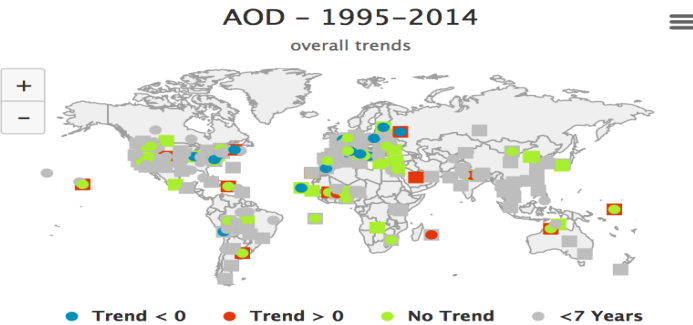 AOD – 1995–2014
overall trends
+
−
Trend < 0
Trend > 0
No Trend
<7 Years